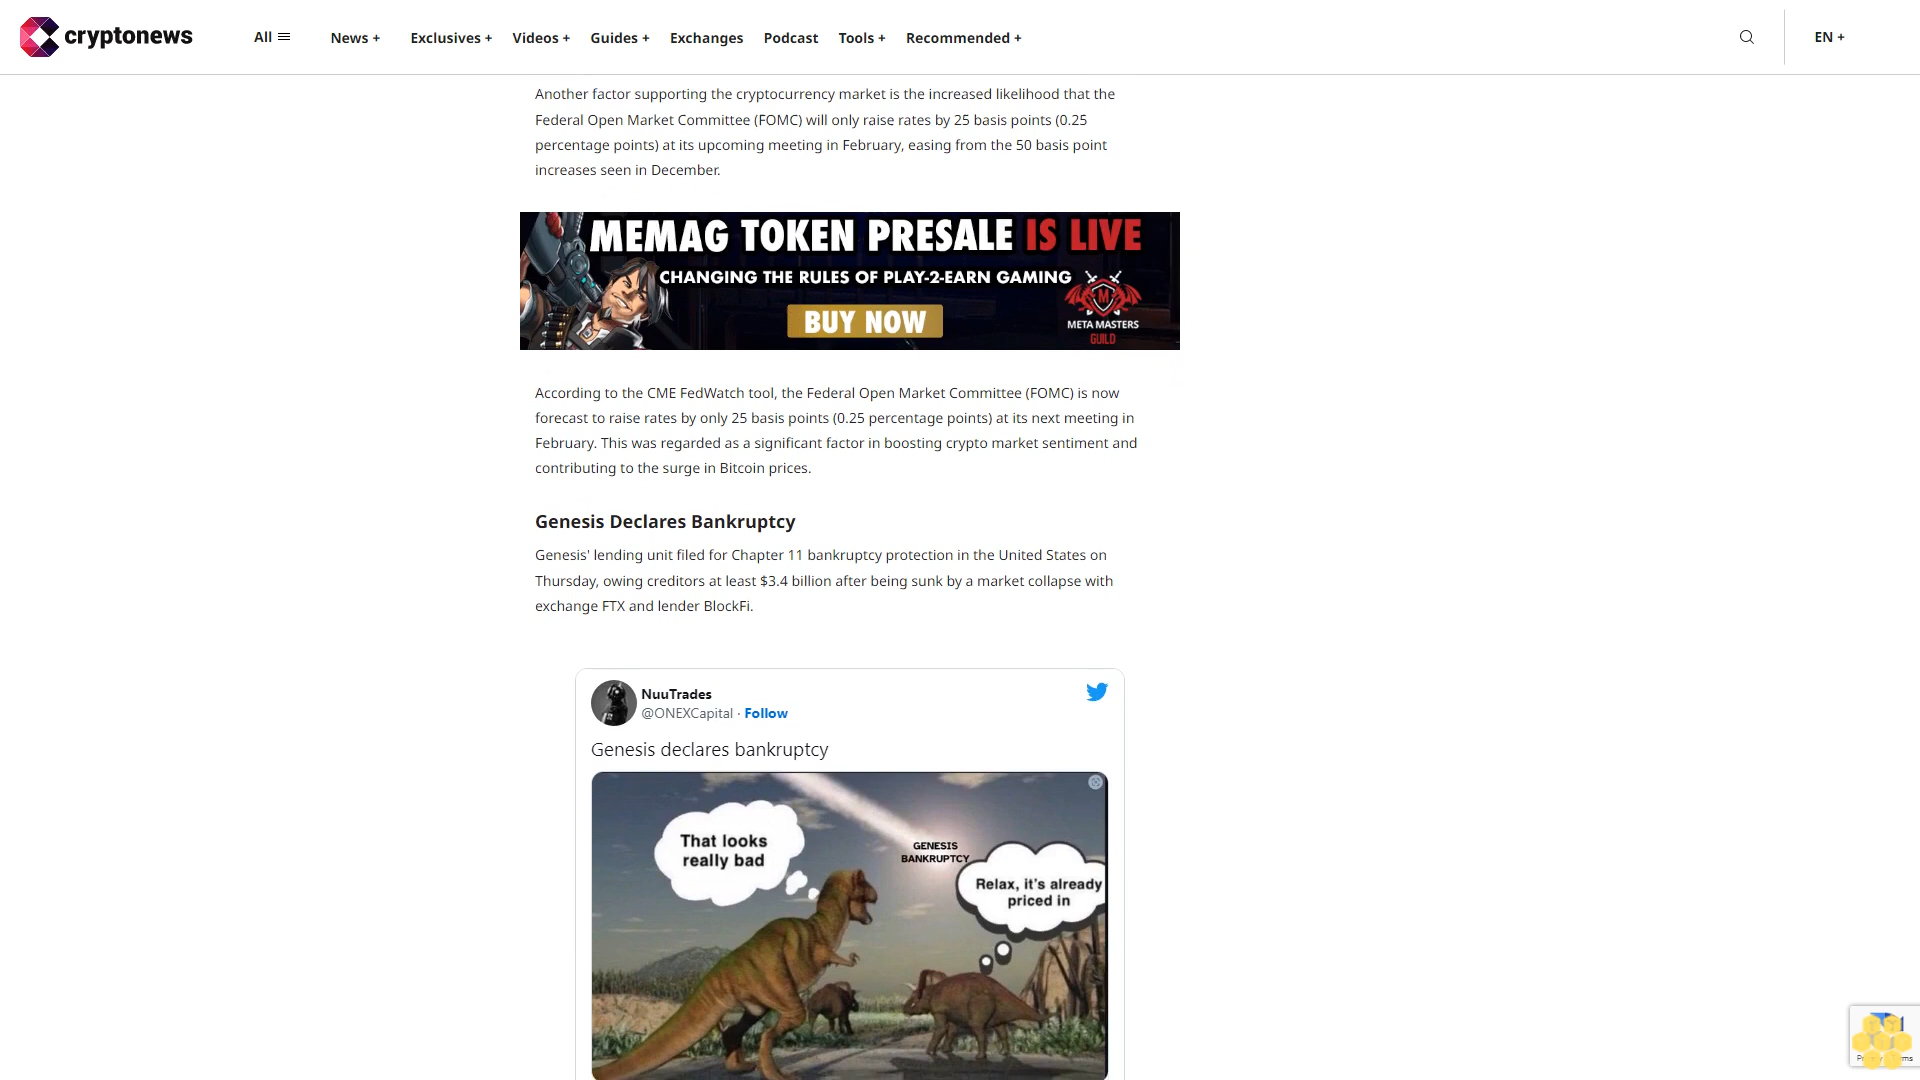 cryptonews
All
News +
Exclusives +
Videos +
Guides +
Exchanges
Podcast
Tools +
Recommended +
EN +
Another factor supporting the cryptocurrency market is the increased likelihood that the
Federal Open Market Committee (FOMC) will only raise rates by 25 basis points (0.25
percentage points) at its upcoming meeting in February, easing from the 50 basis point
increases seen in December.
MEMAG TOKEN PRESALE IS LIVE
CHANGING THE RULES OF PLAY-2-EARN GAMING
BUY NOW
M
META MASTERS
GUILD
According to the CME FedWatch tool, the Federal Open Market Committee (FOMC) is now
forecast to raise rates by only 25 basis points (0.25 percentage points) at its next meeting in
February. This was regarded as a significant factor in boosting crypto market sentiment and
contributing to the surge in Bitcoin prices.
Genesis Declares Bankruptcy
Genesis' lending unit filed for Chapter 11 bankruptcy protection in the United States on
Thursday, owing creditors at least $3.4 billion after being sunk by a market collapse with
exchange FTX and lender BlockFi.
NuuTrades
@ONEXCapital · Follow
Genesis declares bankruptcy
That looks
really bad
GENESIS
BANKRUPTCY
Relax, it's already
priced in